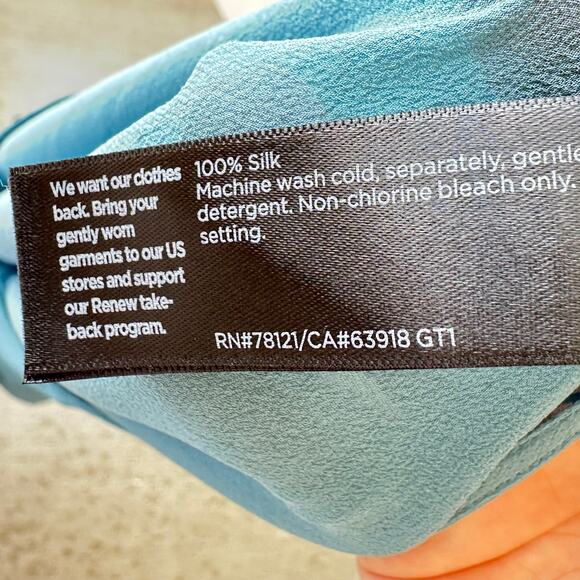 We want our clothes
back. Bring your
gently worn
garments to our US
stores and support
our Renew take-
back program.
100% Silk
Machine wash cold, separately, gentle
detergent. Non-chlorine bleach only.
setting.
RN#78121/CA#63918 GT1